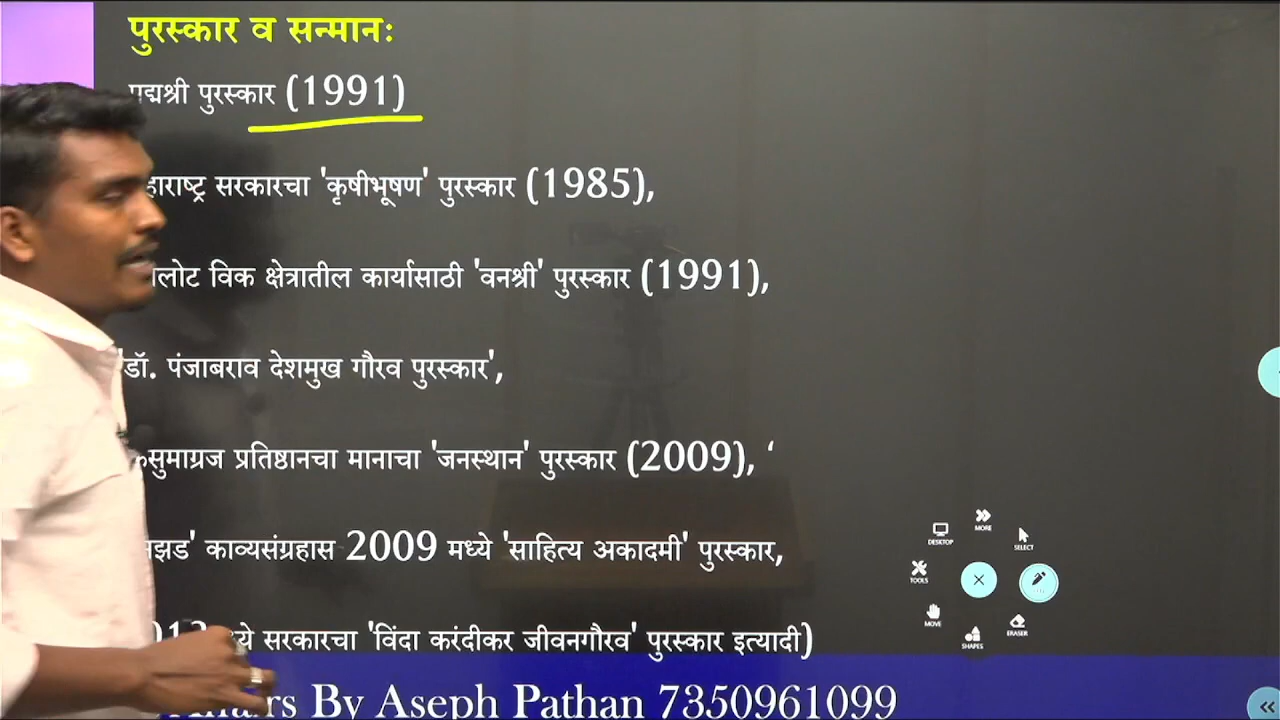 पुरस्कार व सन्मानः
पद्मश्री पुरस्कार (1991)
सरकारचा 'कृषीभूषण' पुरस्कार (1985),
विक क्षेत्रातील कार्यासाठी 'वनश्री' पुरस्कार (1991),
'डॉ. पंजाबराव देशमुख गौरव पुरस्कार',
प्रतिष्ठानचा मानाचा 'जनस्थान' पुरस्कार (2009), '
काव्यसंग्रहास 2009 मध्ये 'साहित्य अकादमी' पुरस्कार,
सरकारचा 'विंदा करंदीकर जीवनगौरव' पुरस्कार इत्यादी)
By Aseph Pathan 7350961099
DESKTOP
MORE
SELECT
TOOLS
MOVE
SHAPES
ERASER